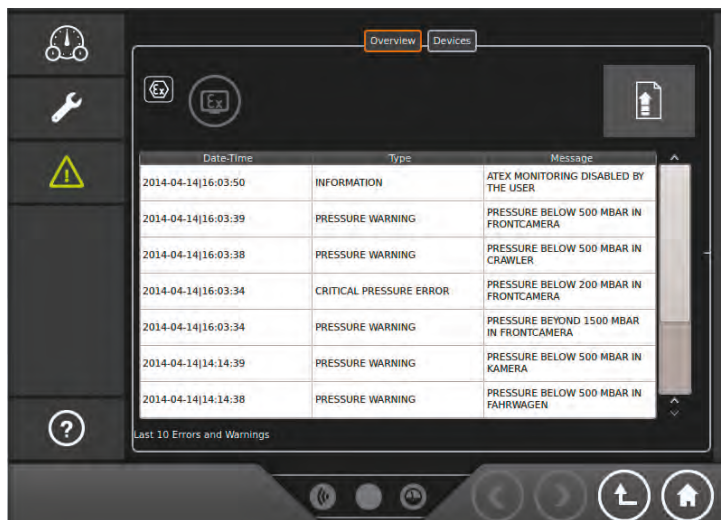 Overview Devices
Ex
Ex
Date-Time Type Message
2014-04-14|16:03:50 INFORMATION ATEX MONITORING DISABLED BY
THE USER
2014-04-14|16:03:39 PRESSURE WARNING PRESSURE BELOW 500 MBAR IN
FRONTCAMERA
2014-04-14|16:03:38 PRESSURE WARNING PRESSURE BELOW 500 MBAR IN
CRAWLER
2014-04-14|16:03:34 CRITICAL PRESSURE ERROR PRESSURE BELOW 200 MBAR IN
FRONTCAMERA
2014-04-14|16:03:34 PRESSURE WARNING PRESSURE BEYOND 1500 MBAR
IN FRONTCAMERA
2014-04-14|14:14:39 PRESSURE WARNING PRESSURE BELOW 500 MBAR IN
KAMERA
2014-04-14|14:14:38 PRESSURE WARNING PRESSURE BELOW 500 MBAR IN
FAHRWAGEN
Last 10 Errors and Warnings